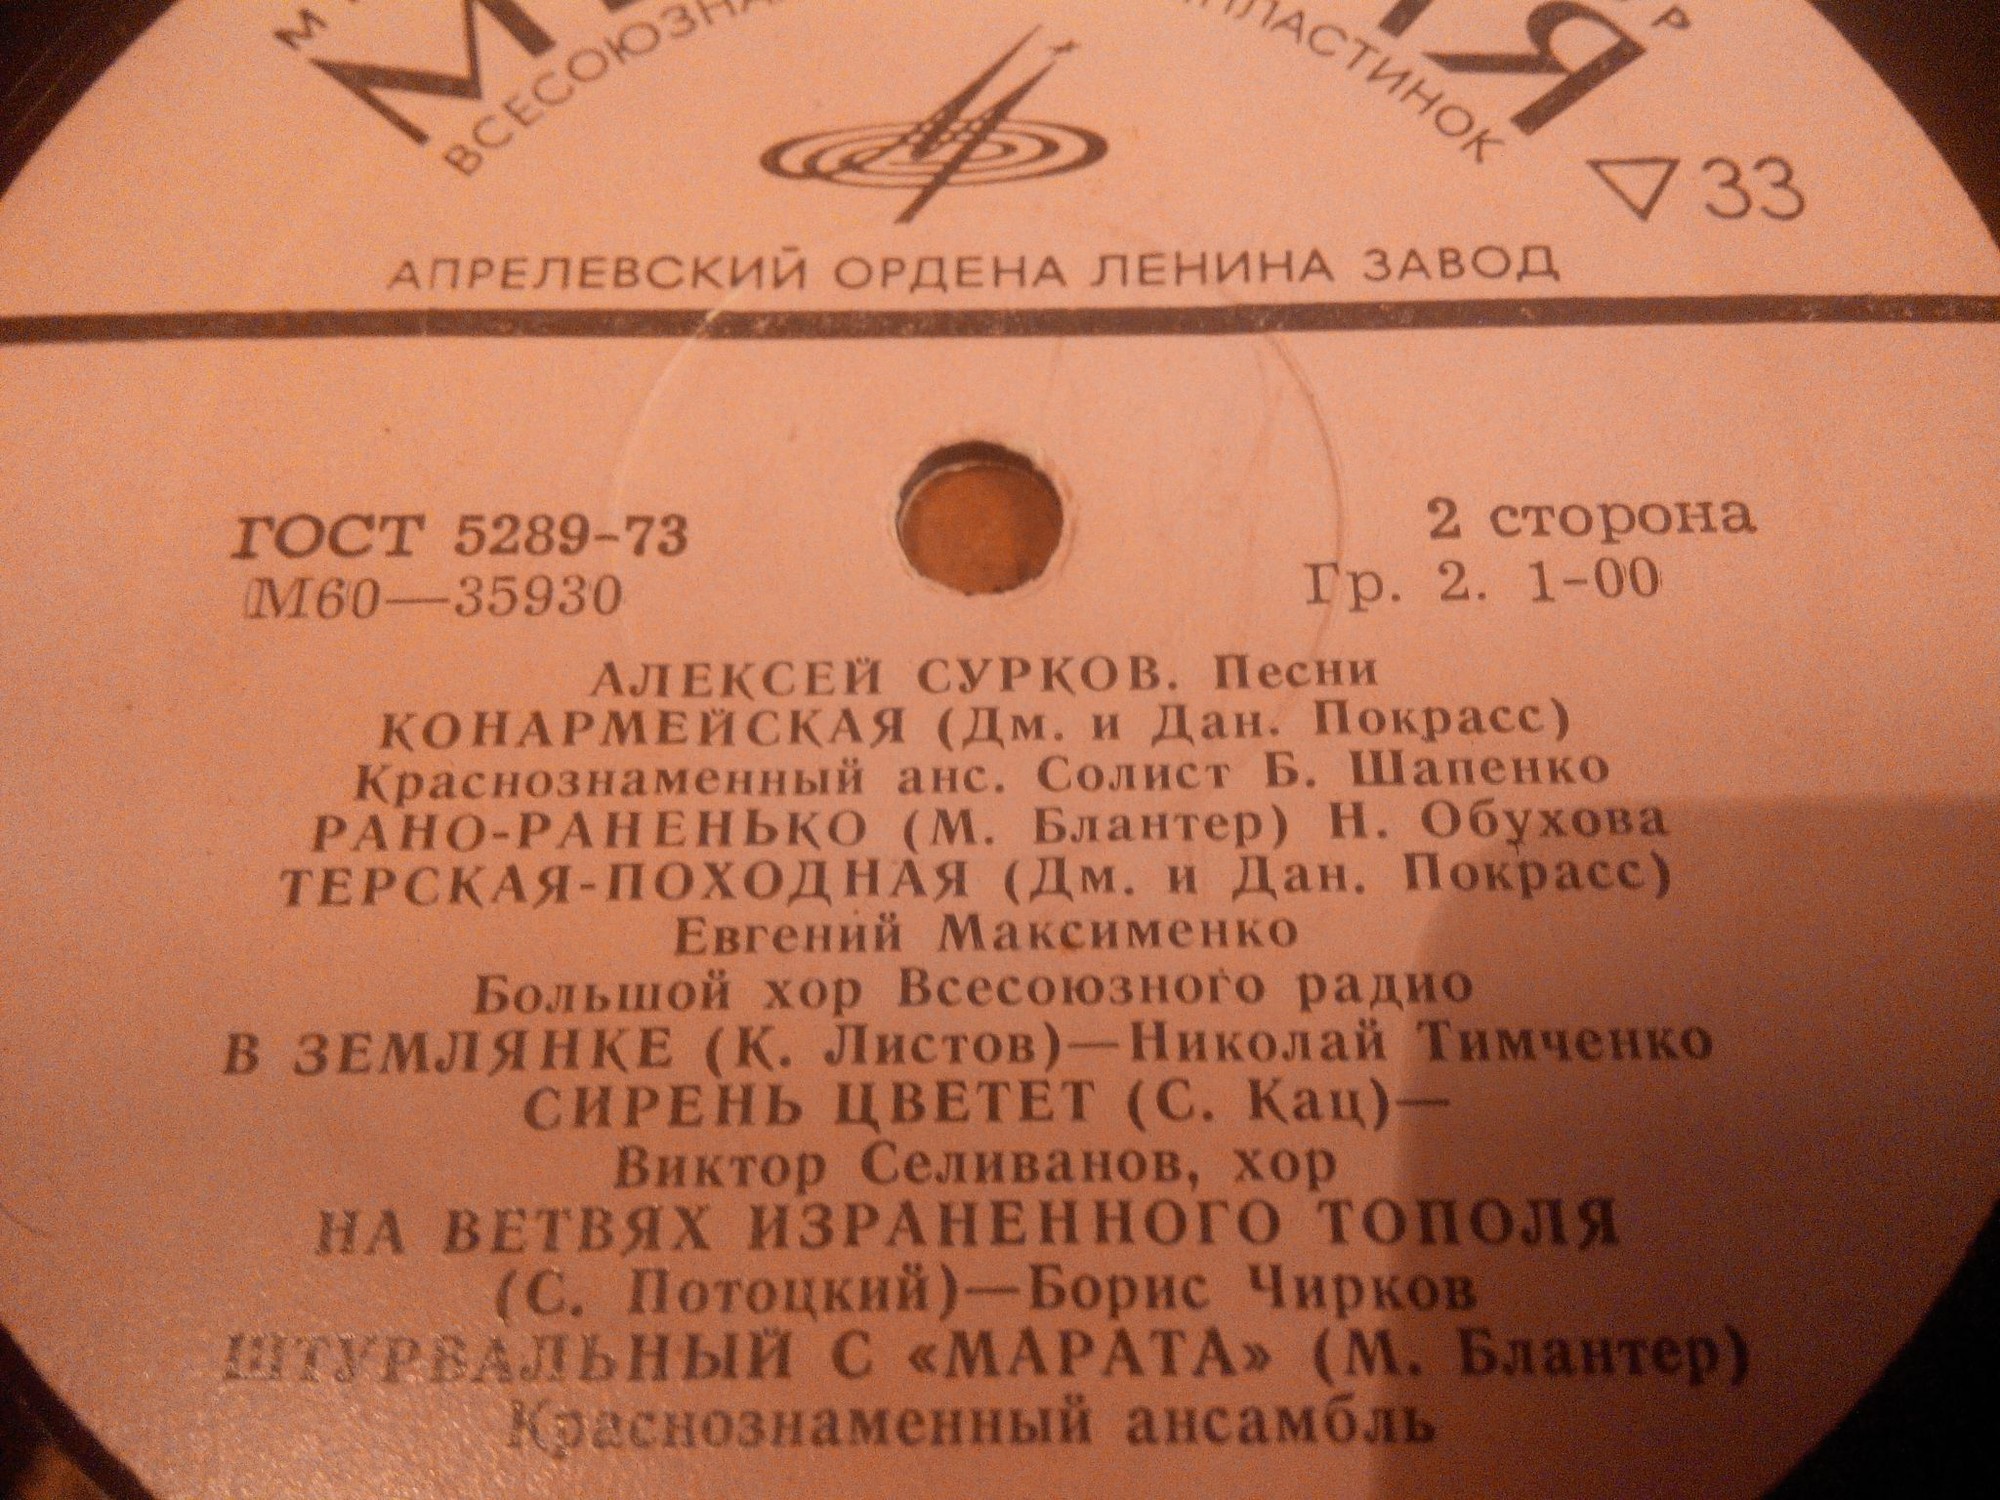 ПЛАСТИНОК
▽33
АПРЕЛЕВСКИЙ ОРДЕНА ЛЕНИНА ЗАВОД
ГОСТ 5289-73
М60—35930
2 сторона
Гр. 2. 1-00
АЛЕКСЕЙ СУРКОВ. Песни
КОНАРМЕЙСКАЯ (Дм. и Дан. Покрасс)
Краснознаменный анс. Солист Б. Шапенко
РАНО-РАНЕНЬКО (М. Блантер) Н. Обухова
ТЕРСКАЯ-ПОХОДНАЯ (Дм. и Дан. Покрасс)
Евгений Максименко
Большой хор Всесоюзного радио
В ЗЕМЛЯНКЕ (К. Листов)—Николай Тимченко
СИРЕНЬ ЦВЕТЕТ (С. Кац)—
Виктор Селиванов, хор
НА ВЕТВЯХ ИЗРАНЕННОГО ТОПОЛЯ
(С. Потоцкий)—Борис Чирков
ШТУРВАЛЬНЫЙ С «МАРАТА» (М. Блантер)
Краснознаменный ансамбль